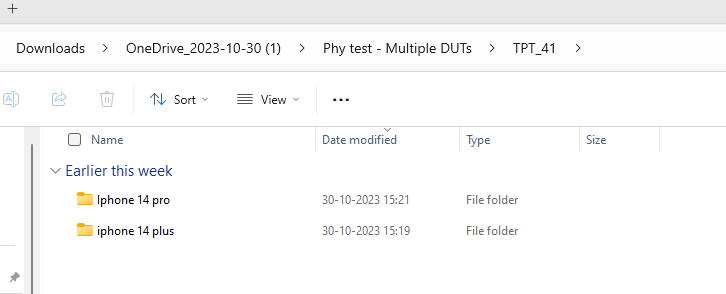 Downloads > OneDrive_2023-10-30 (1) > Phy test - Multiple DUTs > TPT_41 >
Sort View ...
Name Date modified Type Size
Earlier this week
Iphone 14 pro 30-10-2023 15:21 File folder
iphone 14 plus 30-10-2023 15:19 File folder